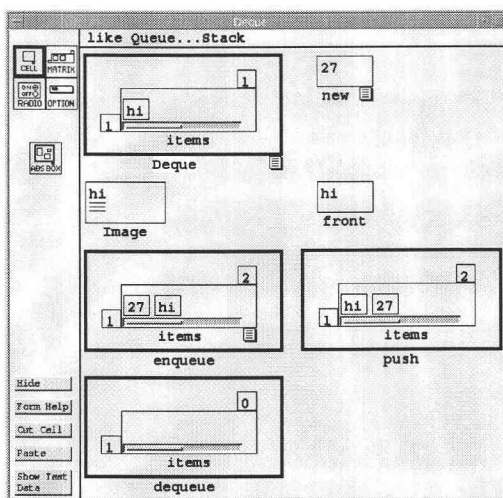 Deque
like Queue...Stack
CELL
MATRIX
RADIO
OPTION
ABS BOX
1
hi
1
items
Deque
27
new
hi
Image
hi
front
2
27 hi
1
items
enqueue
2
hi 27
1
items
push
0
1
items
dequeue
Hide
Form Help
Cut Cell
Paste
Show Test
Data